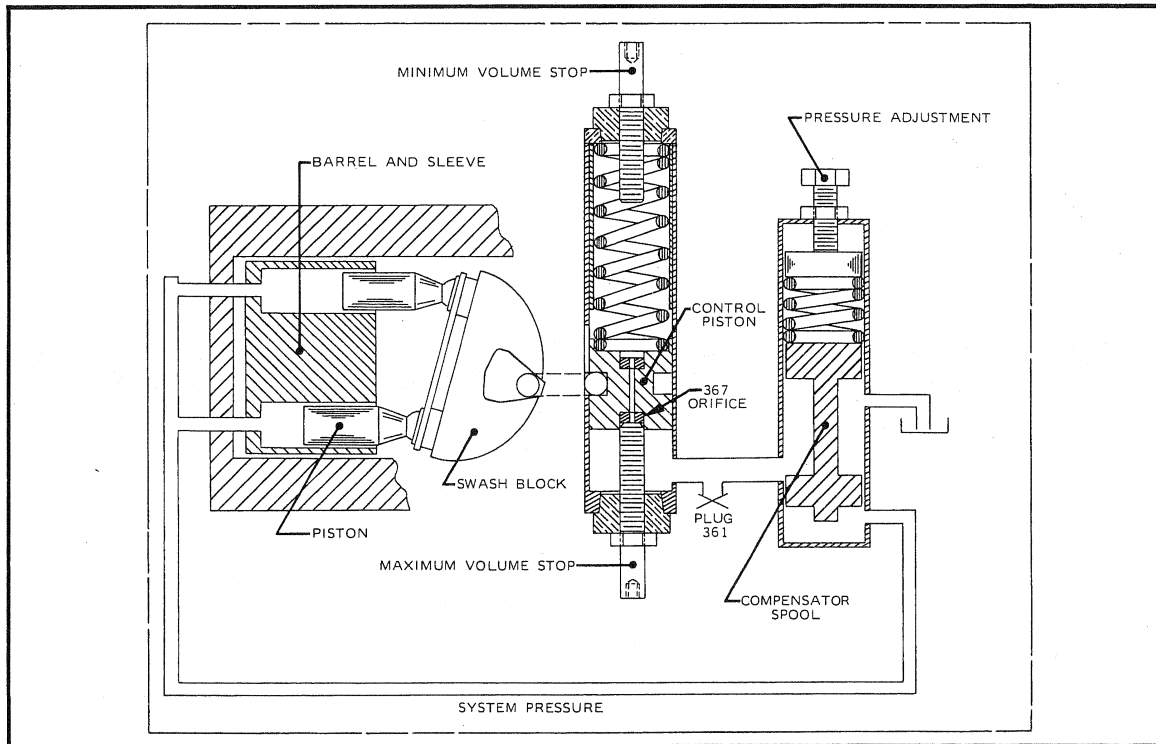 MINIMUM VOLUME STOP
PRESSURE ADJUSTMENT
BARREL AND SLEEVE
CONTROL
PISTON
367
ORIFICE
SWASH BLOCK
PLUG
361
PISTON
MAXIMUM VOLUME STOP
COMPENSATOR
SPOOL
SYSTEM PRESSURE